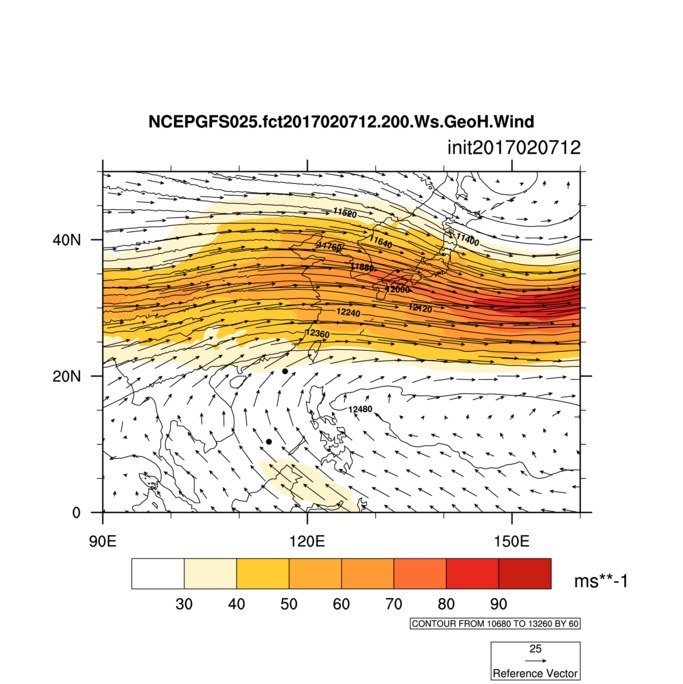 NCEPGFS025.fct2017020712.200.Ws.GeoH.Wind
init2017020712
11520
11400
40N
11760
11640
11880
12000
12120
12240
12360
20N
12480
0
90E 120E 150E
ms**-1
30 40 50 60 70 80 90
CONTOUR FROM 10680 TO 13260 BY 60
25
Reference Vector